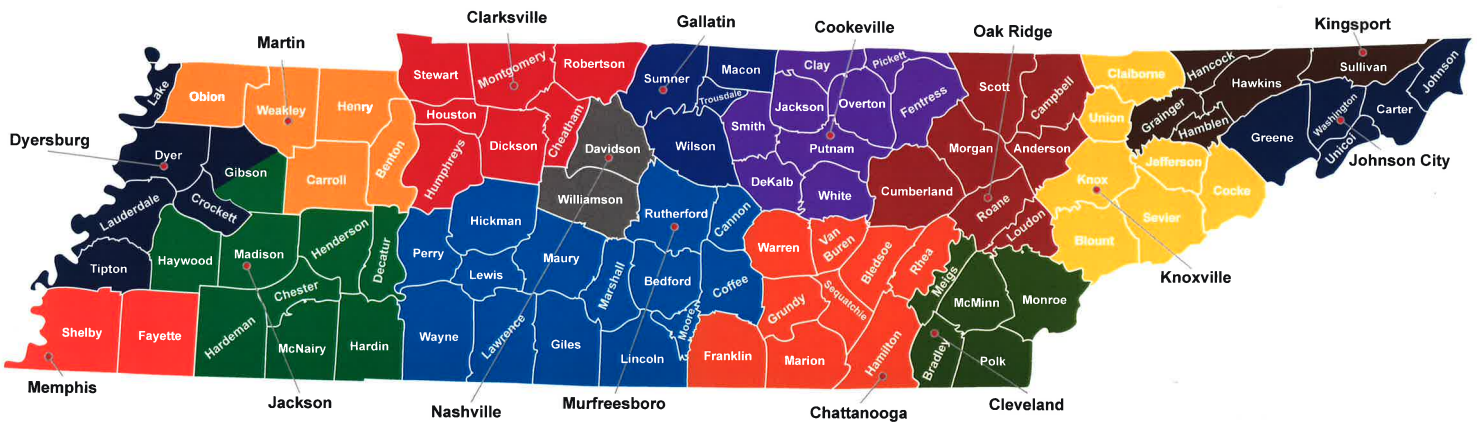 Kingsport
Clarksville
Gallatin
Cookeville
Oak Ridge
Martin
Stewart
Montgomery
Robertson
Sumner
Macon
Clay
Pickett
Scott
Campbell
Claiborne
Hancock
Hawkins
Sullivan
Johnson
Lake
Obion
Weakley
Henry
Houston
Cheatham
Trousdale
Jackson
Overton
Fentress
Union
Grainger
Hamblen
Greene
Washington
Carter
Unicoi
Johnson City
Dyersburg
Dyer
Gibson
Carroll
Benton
Humphreys
Dickson
Davidson
Wilson
Smith
Putnam
Morgan
Anderson
Jefferson
Cocke
Knox
Crockett
Lauderdale
Williamson
DeKalb
White
Cumberland
Roane
Loudon
Sevier
Blount
Knoxville
Hickman
Rutherford
Cannon
Tipton
Haywood
Madison
Henderson
Decatur
Perry
Lewis
Maury
Marshall
Bedford
Coffee
Warren
Van
Buren
Bledsoe
Rhea
Meigs
McMinn
Monroe
Chester
Grundy
Sequatchie
Shelby
Fayette
Hardeman
McNairy
Hardin
Wayne
Lawrence
Giles
Lincoln
Moore
Franklin
Marion
Hamilton
Bradley
Polk
Memphis
Jackson
Nashville
Murfreesboro
Chattanooga
Cleveland